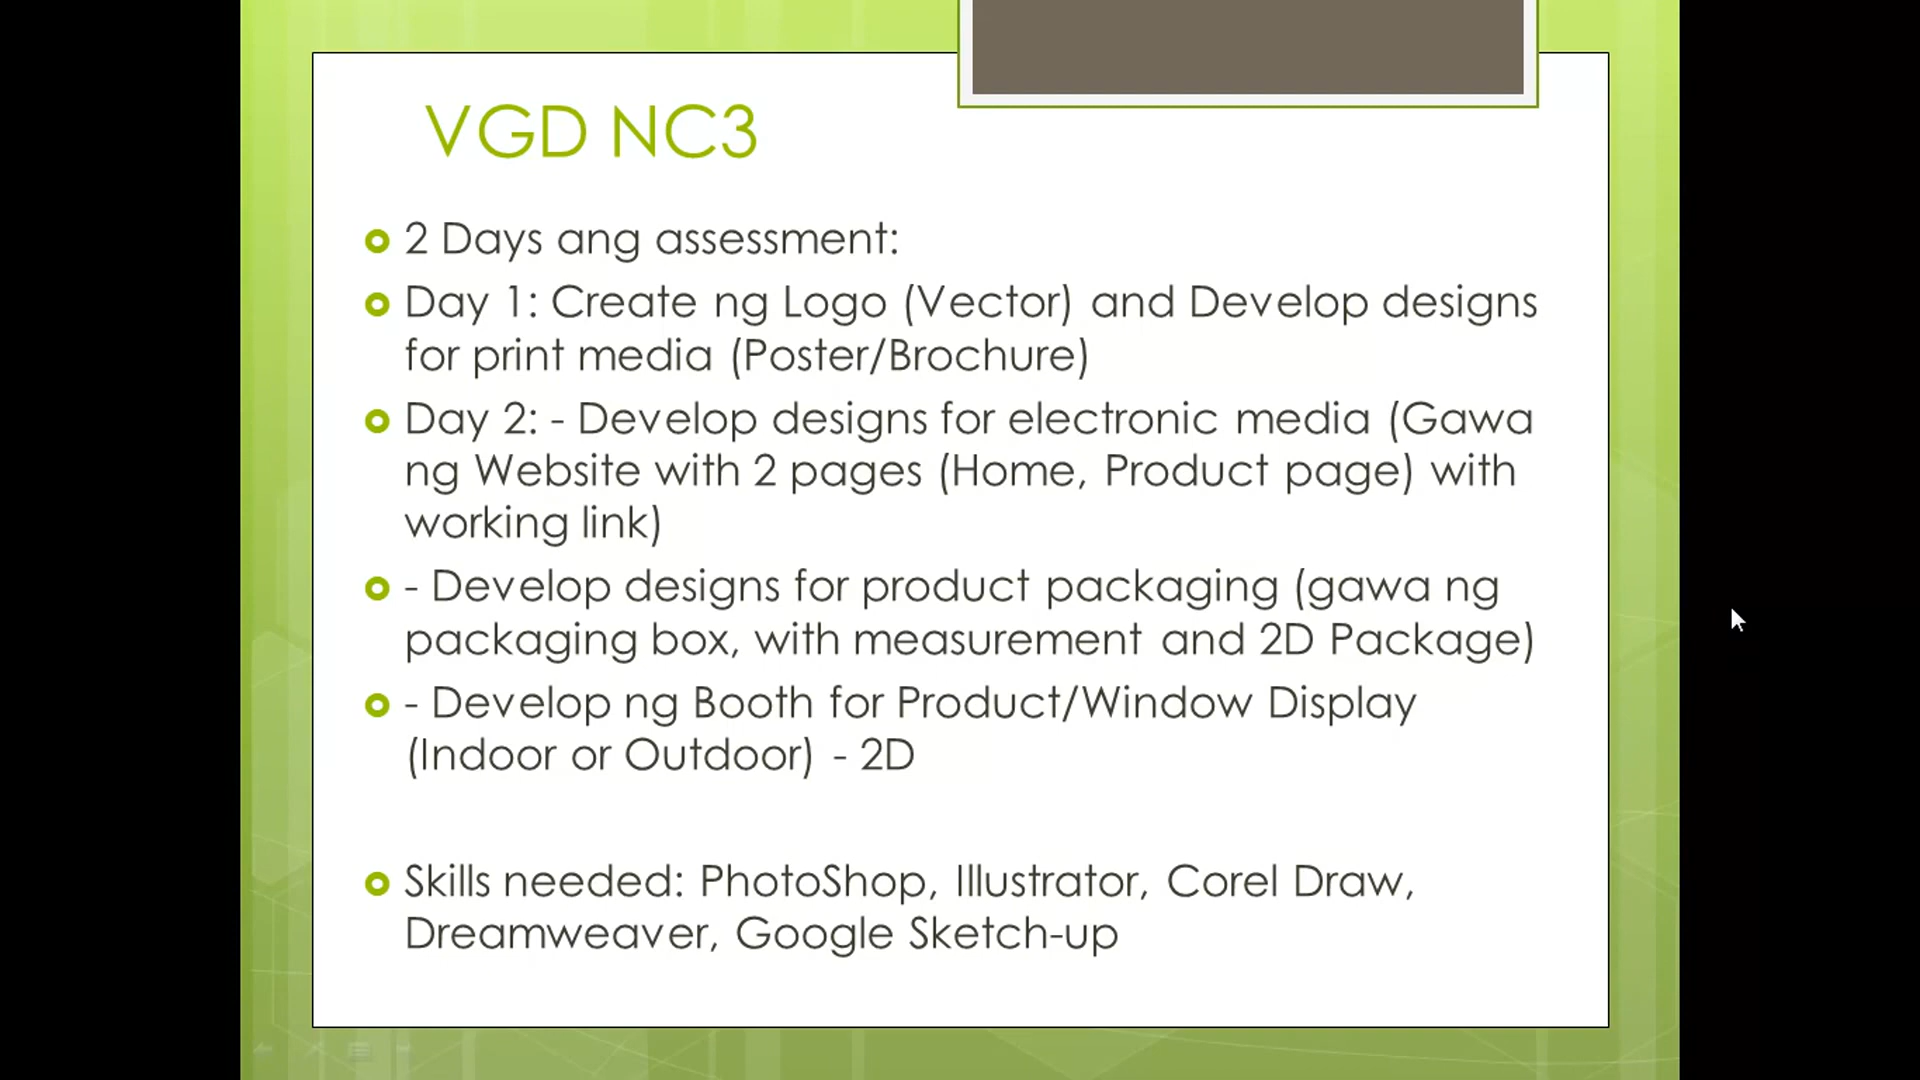 VGD NC3
2 Days ang assessment:
Day 1: Create ng Logo (Vector) and Develop designs
for print media (Poster/Brochure)
Day 2: - Develop designs for electronic media (Gawa
ng Website with 2 pages (Home, Product page) with
working link)
- Develop designs for product packaging (gawa ng
packaging box, with measurement and 2D Package)
- Develop ng Booth for Product/Window Display
(Indoor or Outdoor) - 2D
Skills needed: PhotoShop, Illustrator, Corel Draw,
Dreamweaver, Google Sketch-up